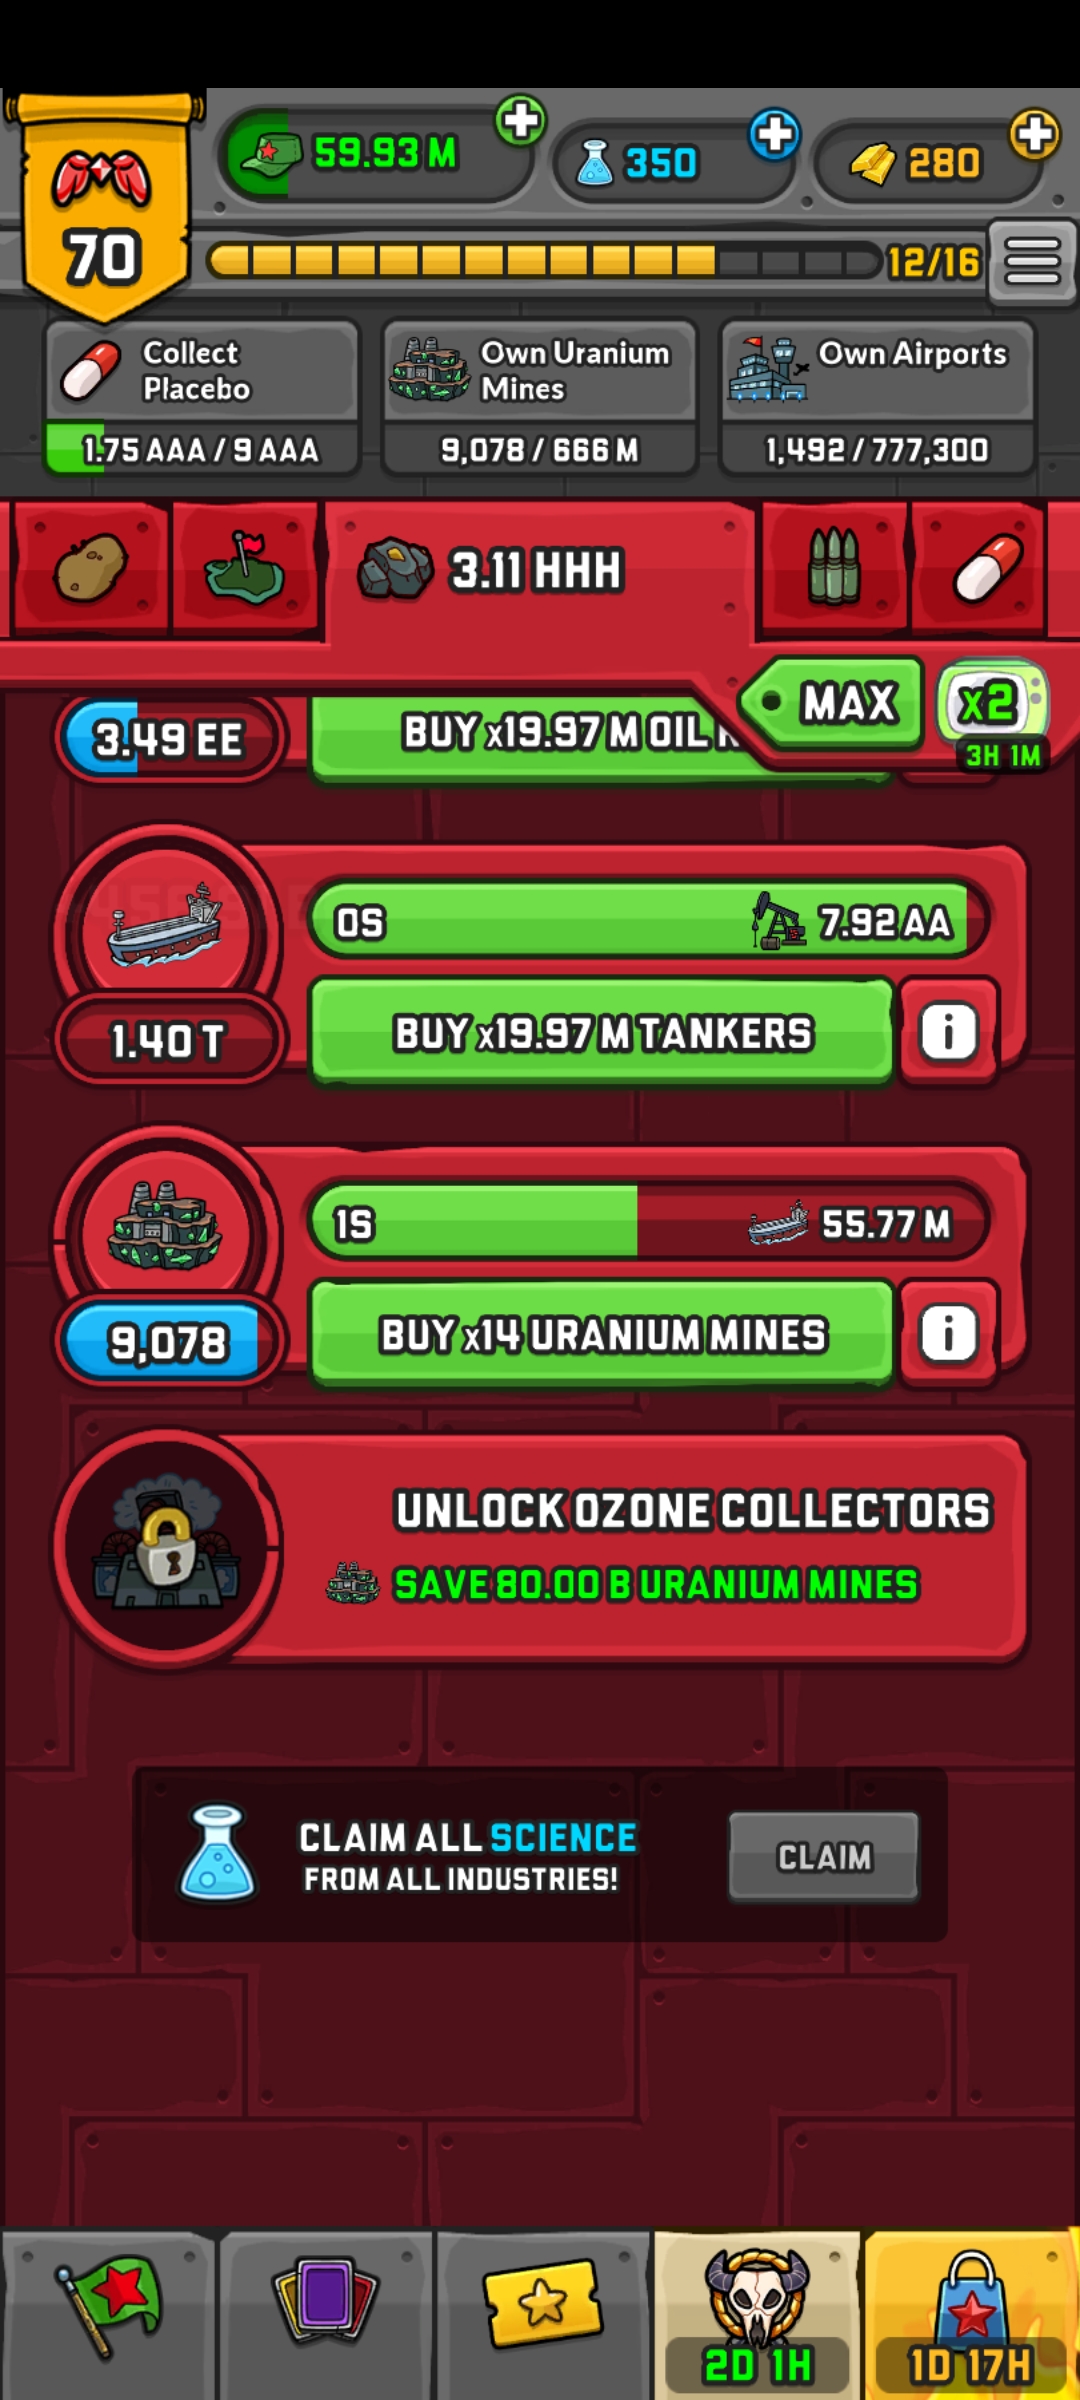 59.93 M
350
280
70
12/16
Collect
Placebo
Own Uranium
Mines
Own Airports
1.75 AAA / 9 AAA
9,078 / 666 M
1,492 / 777,300
3.11 HHH
MAX
x2
3H 1M
3.49 EE
BUY x19.97 M OIL
0S
7.92 AA
1.40 T
BUY x19.97 M TANKERS
i
1S
55.77 M
9,078
BUY x14 URANIUM MINES
i
UNLOCK OZONE COLLECTORS
SAVE 80.00 B URANIUM MINES
CLAIM ALL SCIENCE
FROM ALL INDUSTRIES!
CLAIM
2D 1H
1D 17H